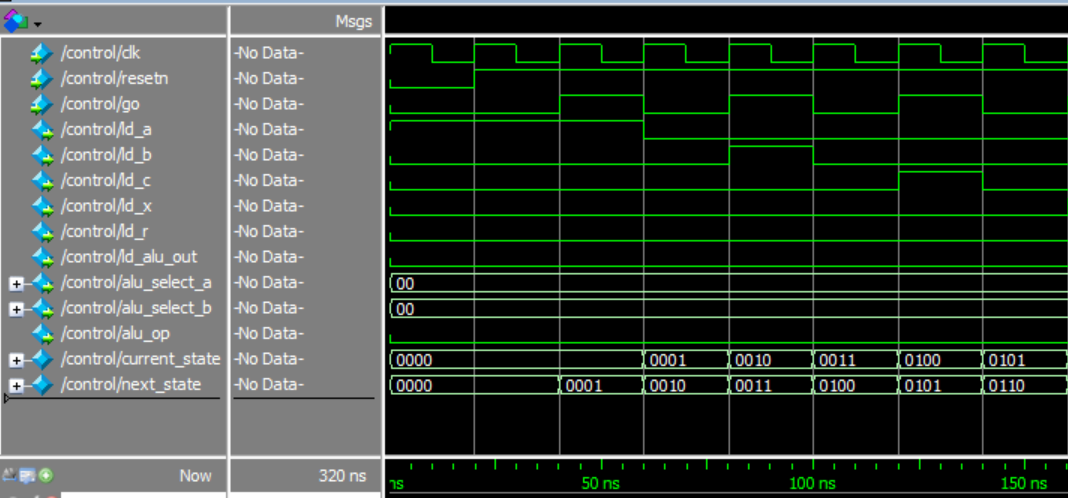 Msgs
/control/clk -No Data-
/control/resetn -No Data-
/control/go -No Data-
/control/ld_a -No Data-
/control/ld_b -No Data-
/control/ld_c -No Data-
/control/ld_x -No Data-
/control/ld_r -No Data-
/control/ld_alu_out -No Data-
/control/alu_select_a -No Data- 00
/control/alu_select_b -No Data- 00
/control/alu_op -No Data-
/control/current_state -No Data- 0000 0001 0010 0011 0100 0101
/control/next_state -No Data- 0000 0001 0010 0011 0100 0101 0110
Now 320 ns ns 50 ns 100 ns 150 ns